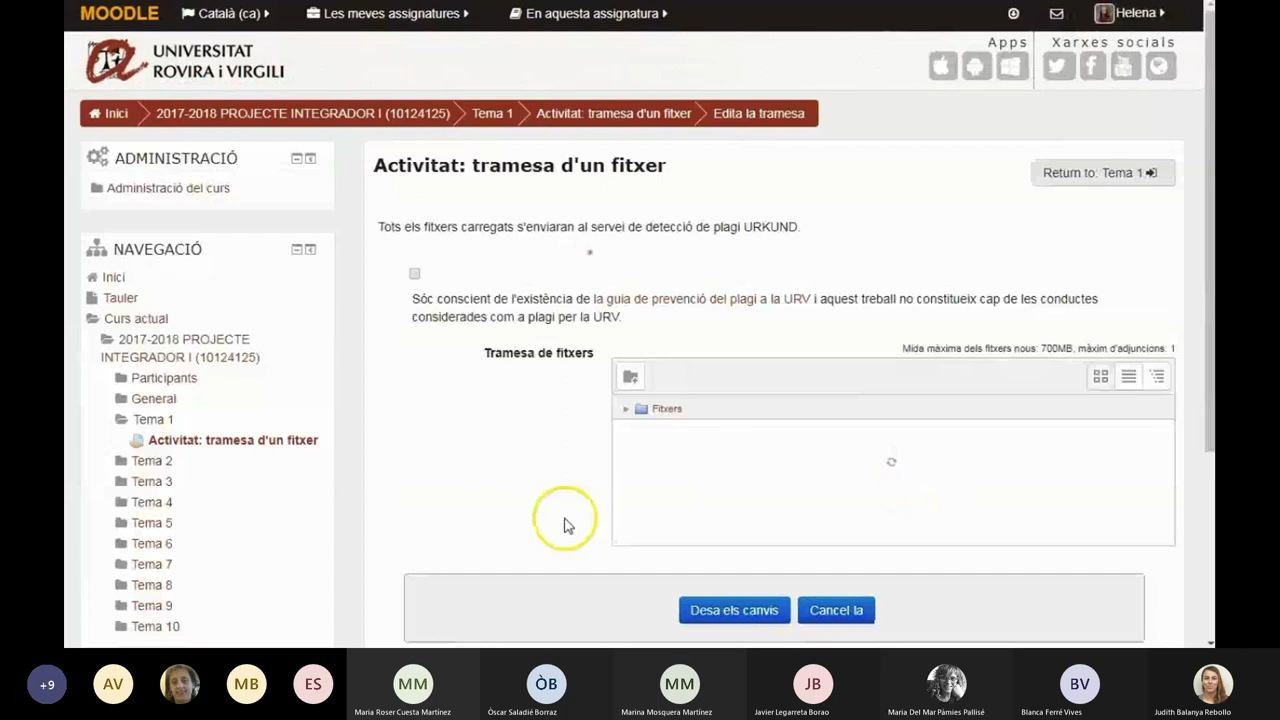 MOODLE
Català (ca)
Les meves assignatures
En aquesta assignatura
Helena
UNIVERSITAT
ROVIRA i VIRGILI
Apps
Xarxes socials
Inici
2017-2018 PROJECTE INTEGRADOR I (10124125)
Tema 1
Activitat: tramesa d'un fitxer
Edita la tramesa
ADMINISTRACIÓ
Administració del curs
NAVEGACIÓ
Inici
Tauler
Curs actual
2017-2018 PROJECTE
INTEGRADOR I (10124125)
Participants
General
Tema 1
Activitat: tramesa d'un fitxer
Tema 2
Tema 3
Tema 4
Tema 5
Tema 6
Tema 7
Tema 8
Tema 9
Tema 10
Activitat: tramesa d'un fitxer
Return to: Tema 1
Tots els fitxers carregats s'enviaran al servei de detecció de plagi URKUND.
Sóc conscient de l'existència de la guia de prevenció del plagi a la URV i aquest treball no constitueix cap de les conductes
considerades com a plagi per la URV.
Tramesa de fitxers
Mida màxima dels fitxers nous: 700MB, màxim d'adjuncions: 1
Fitxers
Desa els canvis
Cancel la
+9
AV
MB
ES
MM
ÒB
MM
JB
BV
Maria Roser Cuesta Martínez
Òscar Saladié Borraz
Marina Mosquera Martínez
Javier Legarreta Borao
Maria Del Mar Pàmies Pallisé
Blanca Ferré Vives
Judith Balanya Rebollo